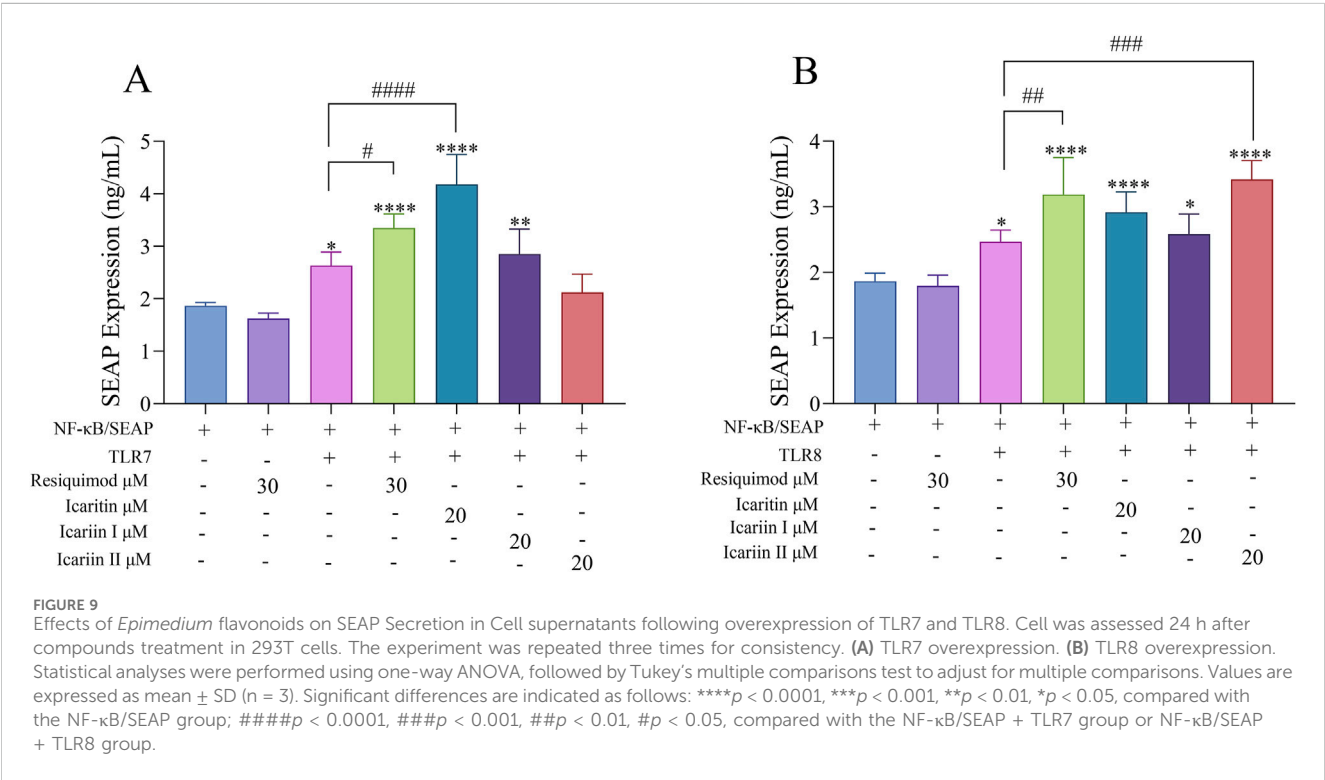 A
####
#
****
****
*
**
5
4
3
2
1
0
SEAP Expression (ng/mL)
NF-κB/SEAP + + + + + + +
TLR7 - - + + + + +
Resiquimod μM - 30 - 30 - - -
Icaritin μM - - - - 20 - -
Icariin I μM - - - - - 20 -
Icariin II μM - - - - - - 20
B
###
##
****
****
****
*
*
4
3
2
1
0
SEAP Expression (ng/mL)
NF-κB/SEAP + + + + + + +
TLR8 - - + + + + +
Resiquimod μM - 30 - 30 - - -
Icaritin μM - - - - 20 - -
Icariin I μM - - - - - 20 -
Icariin II μM - - - - - - 20
FIGURE 9
Effects of Epimedium flavonoids on SEAP Secretion in Cell supernatants following overexpression of TLR7 and TLR8. Cell was assessed 24 h after
compounds treatment in 293T cells. The experiment was repeated three times for consistency. (A) TLR7 overexpression. (B) TLR8 overexpression.
Statistical analyses were performed using one-way ANOVA, followed by Tukey's multiple comparisons test to adjust for multiple comparisons. Values are
expressed as mean ± SD (n = 3). Significant differences are indicated as follows: ****p < 0.0001, ***p < 0.001, **p < 0.01, *p < 0.05, compared with
the NF-κB/SEAP group; ####p < 0.0001, ###p < 0.001, ##p < 0.01, #p < 0.05, compared with the NF-κB/SEAP + TLR7 group or NF-κB/SEAP
+ TLR8 group.